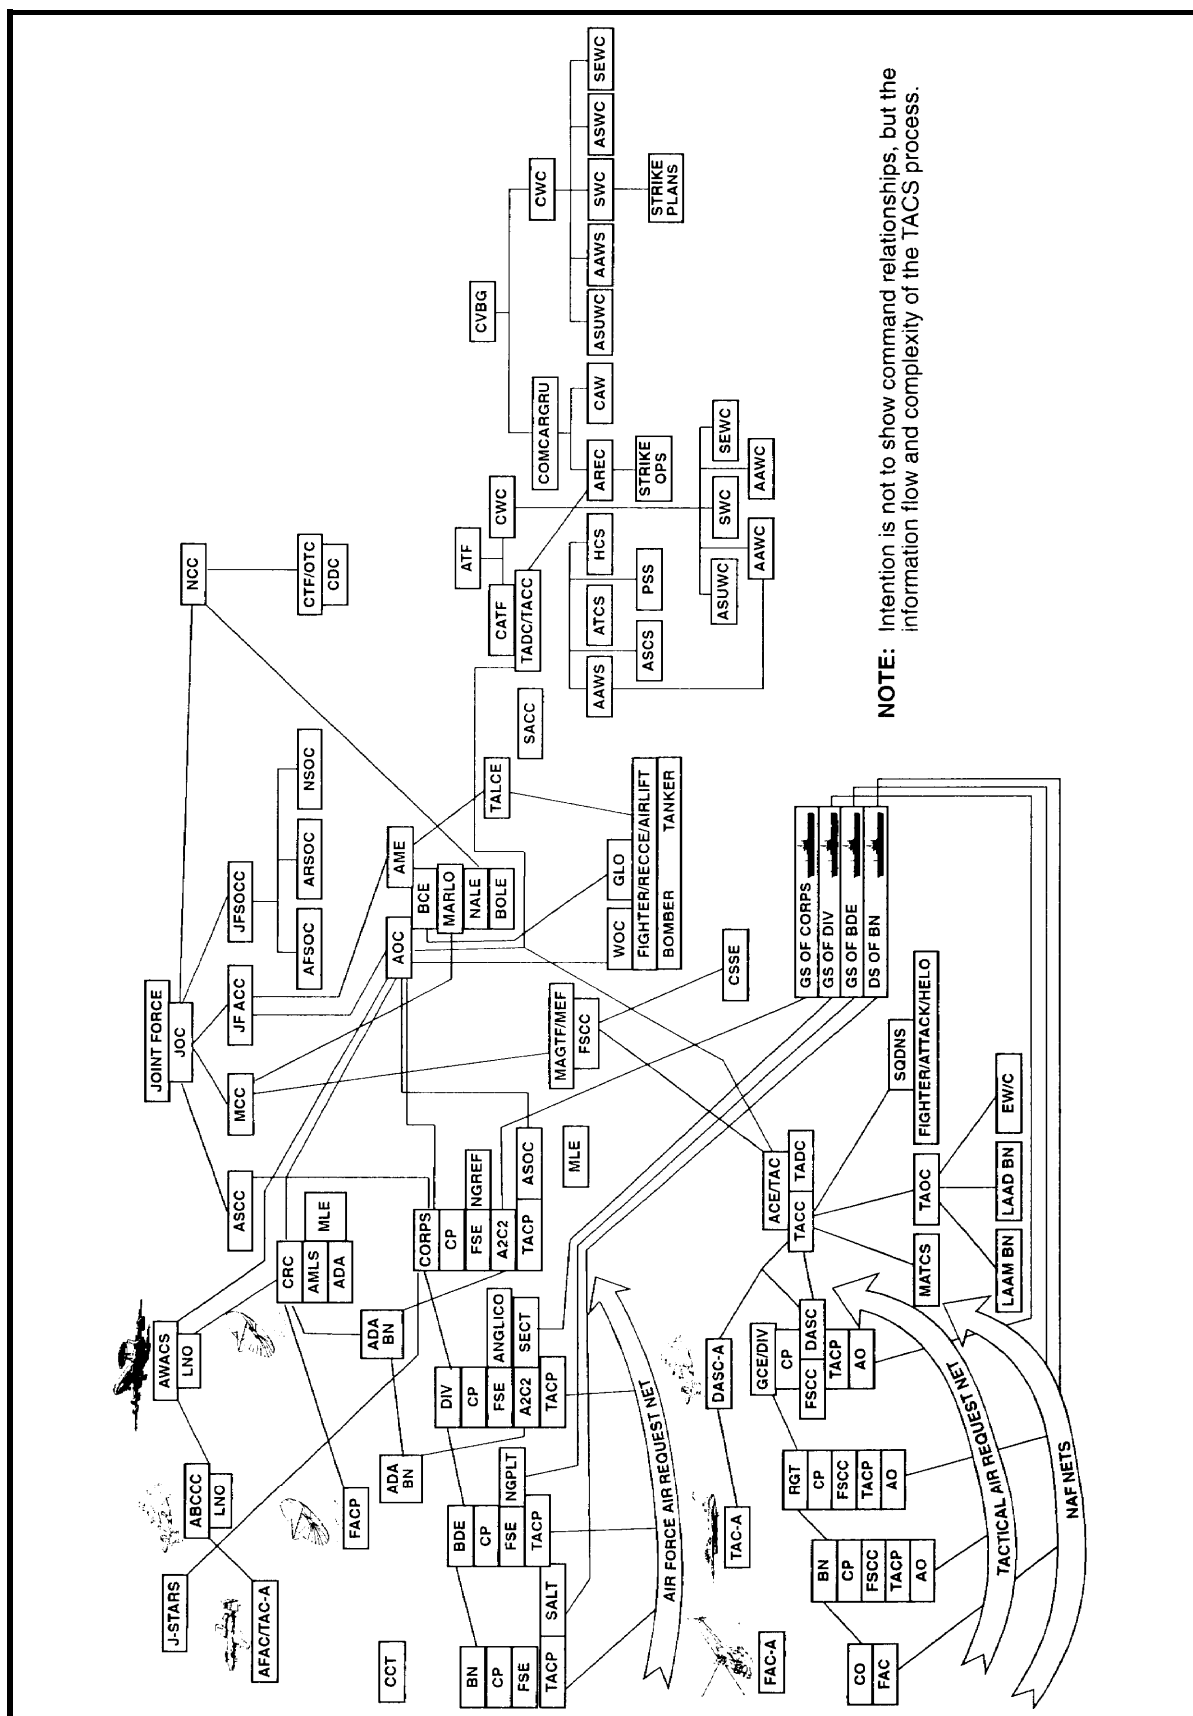 JOINT FORCE
JOC
NCC
ASCC
MCC
JF ACC
JFSOCC
AFSOC
ARSOC
NSOC
CTF/OTC
CDC
J-STARS
AFAC/TAC-A
ABCCC
LNO
AWACS
LNO
CRC
AMLS
ADA
MLE
FACP
ADA
BN
ADA
BN
AOC
AME
BCE
MARLO
NALE
BOLE
TALCE
SACC
ATF
CATF
CWC
TADC/TACC
CVBG
COMCARGRU
CWC
AREC
CAW
STRIKE
OPS
ASUWC
AAWS
SWC
ASWC
SEWC
STRIKE
PLANS
AAWS
ATCS
HCS
ASCS
PSS
ASUWC
SWC
SEWC
AAWC
AAWC
CCT
BN
CP
FSE
TACP
SALT
BDE
CP
FSE
NGPLT
TACP
DIV
CP
FSE
ANGLICO
A2C2
SECT
TACP
CORPS
CP
FSE
NGREF
A2C2
TACP
ASOC
MLE
MAGTF/MEF
FSCC
CSSE
WOC
GLO
FIGHTER/RECCE/AIRLIFT
BOMBER TANKER
AIR FORCE AIR REQUEST NET
FAC-A
TAC-A
DASC-A
ACE/TAC
TACC
TADC
GCE/DIV
CP
FSCC
DASC
TACP
AO
RGT
CP
FSCC
TACP
AO
BN
CP
FSCC
TACP
AO
CO
FAC
MATCS
TAOC
SQDNS
FIGHTER/ATTACK/HELO
LAAM BN
LAAD BN
EW/C
GS OF CORPS
GS OF DIV
GS OF BDE
DS OF BN
TACTICAL AIR REQUEST NET
NAF NETS
NOTE: Intention is not to show command relationships, but the
information flow and complexity of the TACS process.